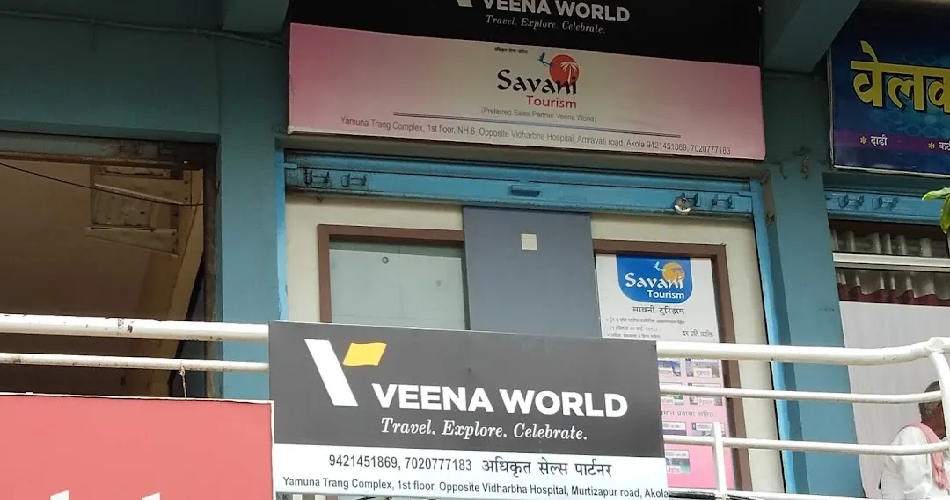 VEENA WORLD
Travel. Explore. Celebrate.
Savani
Tourism
(Preferred Sales Partner Veena World)
Yamuna Trang Complex, 1st floor, NH.6, Opposite Vidharbha Hospital, Amravati road, Akola 9421451869, 7020777183
दाढी
Savani
Tourism
सावनी टुरिझम
VEENA WORLD
Travel. Explore. Celebrate.
9421451869, 7020777183 अधिकृत सेल्स पार्टनर
Yamuna Trang Complex, 1st floor Opposite Vidharbha Hospital, Murtizapur road, Akola